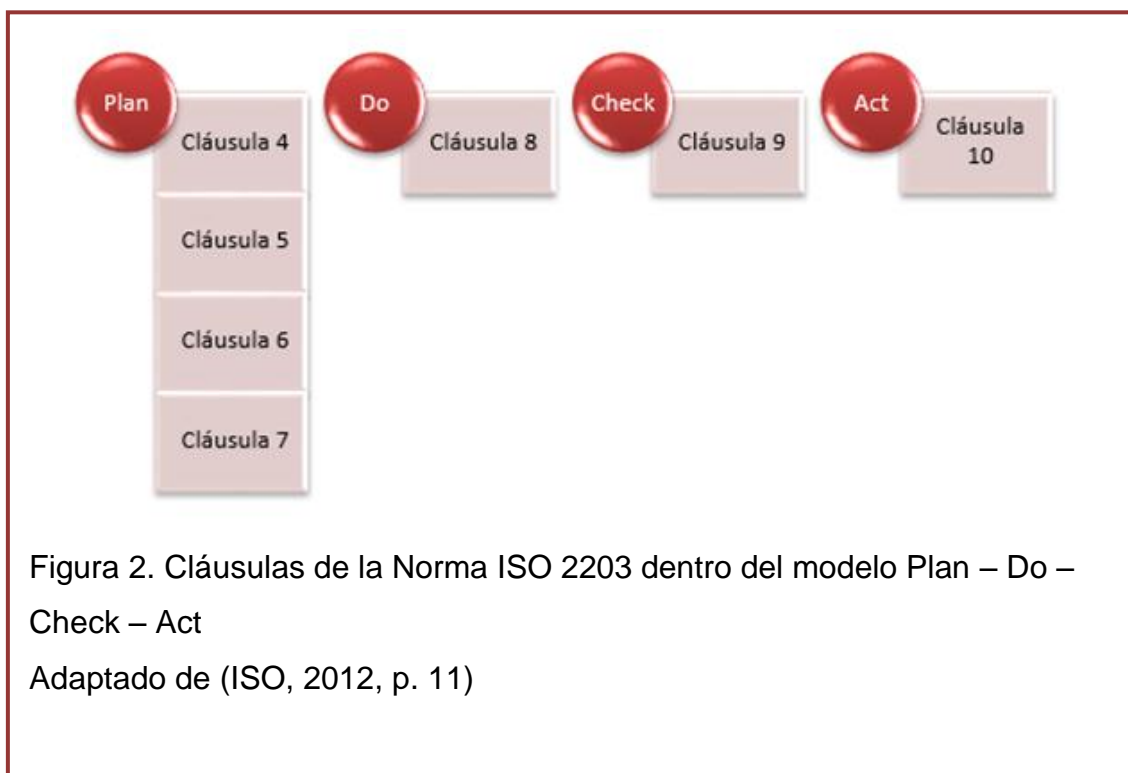 Plan
Cláusula 4
Cláusula 5
Cláusula 6
Cláusula 7
Do
Cláusula 8
Check
Cláusula 9
Act
Cláusula
10
Figura 2. Cláusulas de la Norma ISO 2203 dentro del modelo Plan – Do –
Check – Act
Adaptado de (ISO, 2012, p. 11)